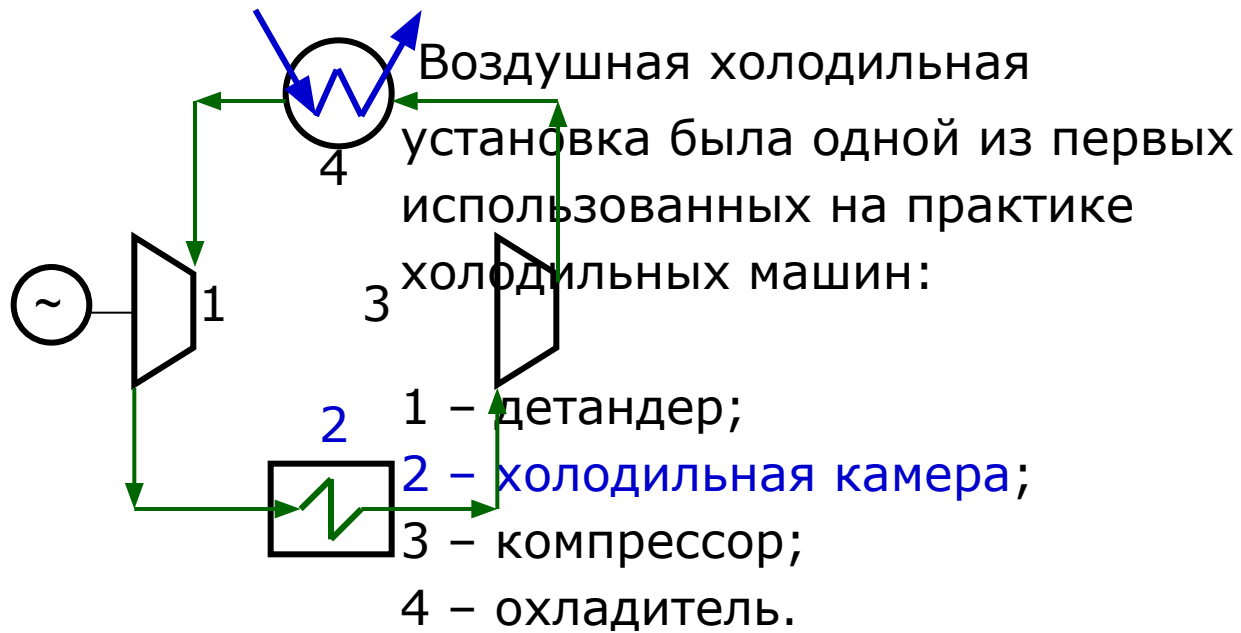 Воздушная холодильная
установка была одной из первых
использованных на практике
холодильных машин:
4
~
1
3
2
1 – детандер;
2 – холодильная камера;
3 – компрессор;
4 – охладитель.